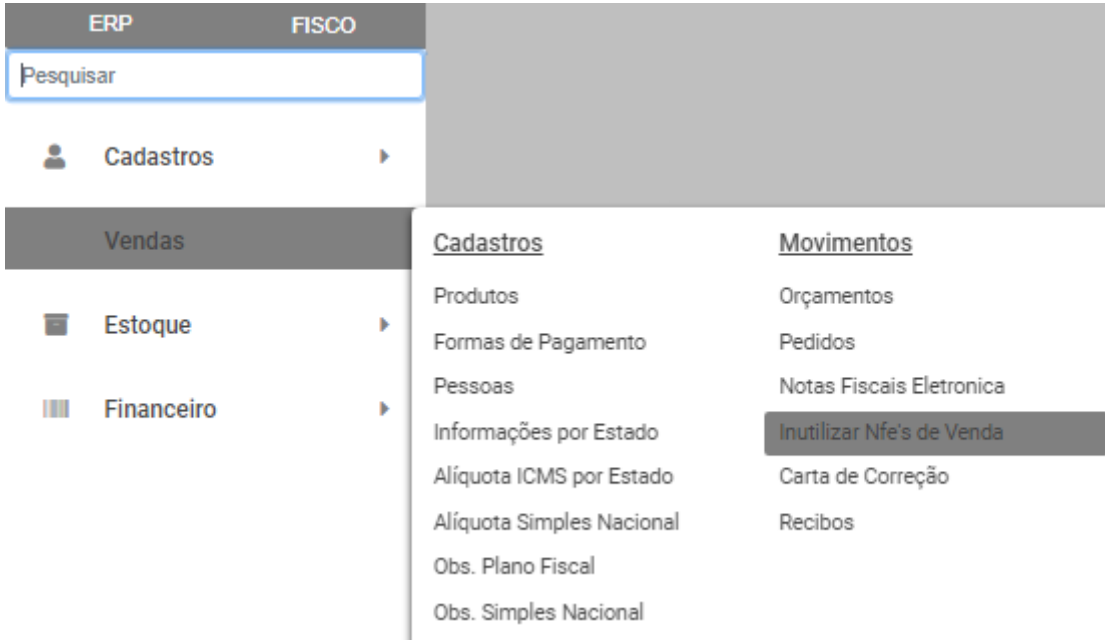 ERP FISCO
Pesquisar
Cadastros
Vendas
Estoque
Financeiro
Cadastros
Produtos
Formas de Pagamento
Pessoas
Informações por Estado
Alíquota ICMS por Estado
Alíquota Simples Nacional
Obs. Plano Fiscal
Obs. Simples Nacional
Movimentos
Orçamentos
Pedidos
Notas Fiscais Eletronica
Inutilizar Nfe's de Venda
Carta de Correção
Recibos